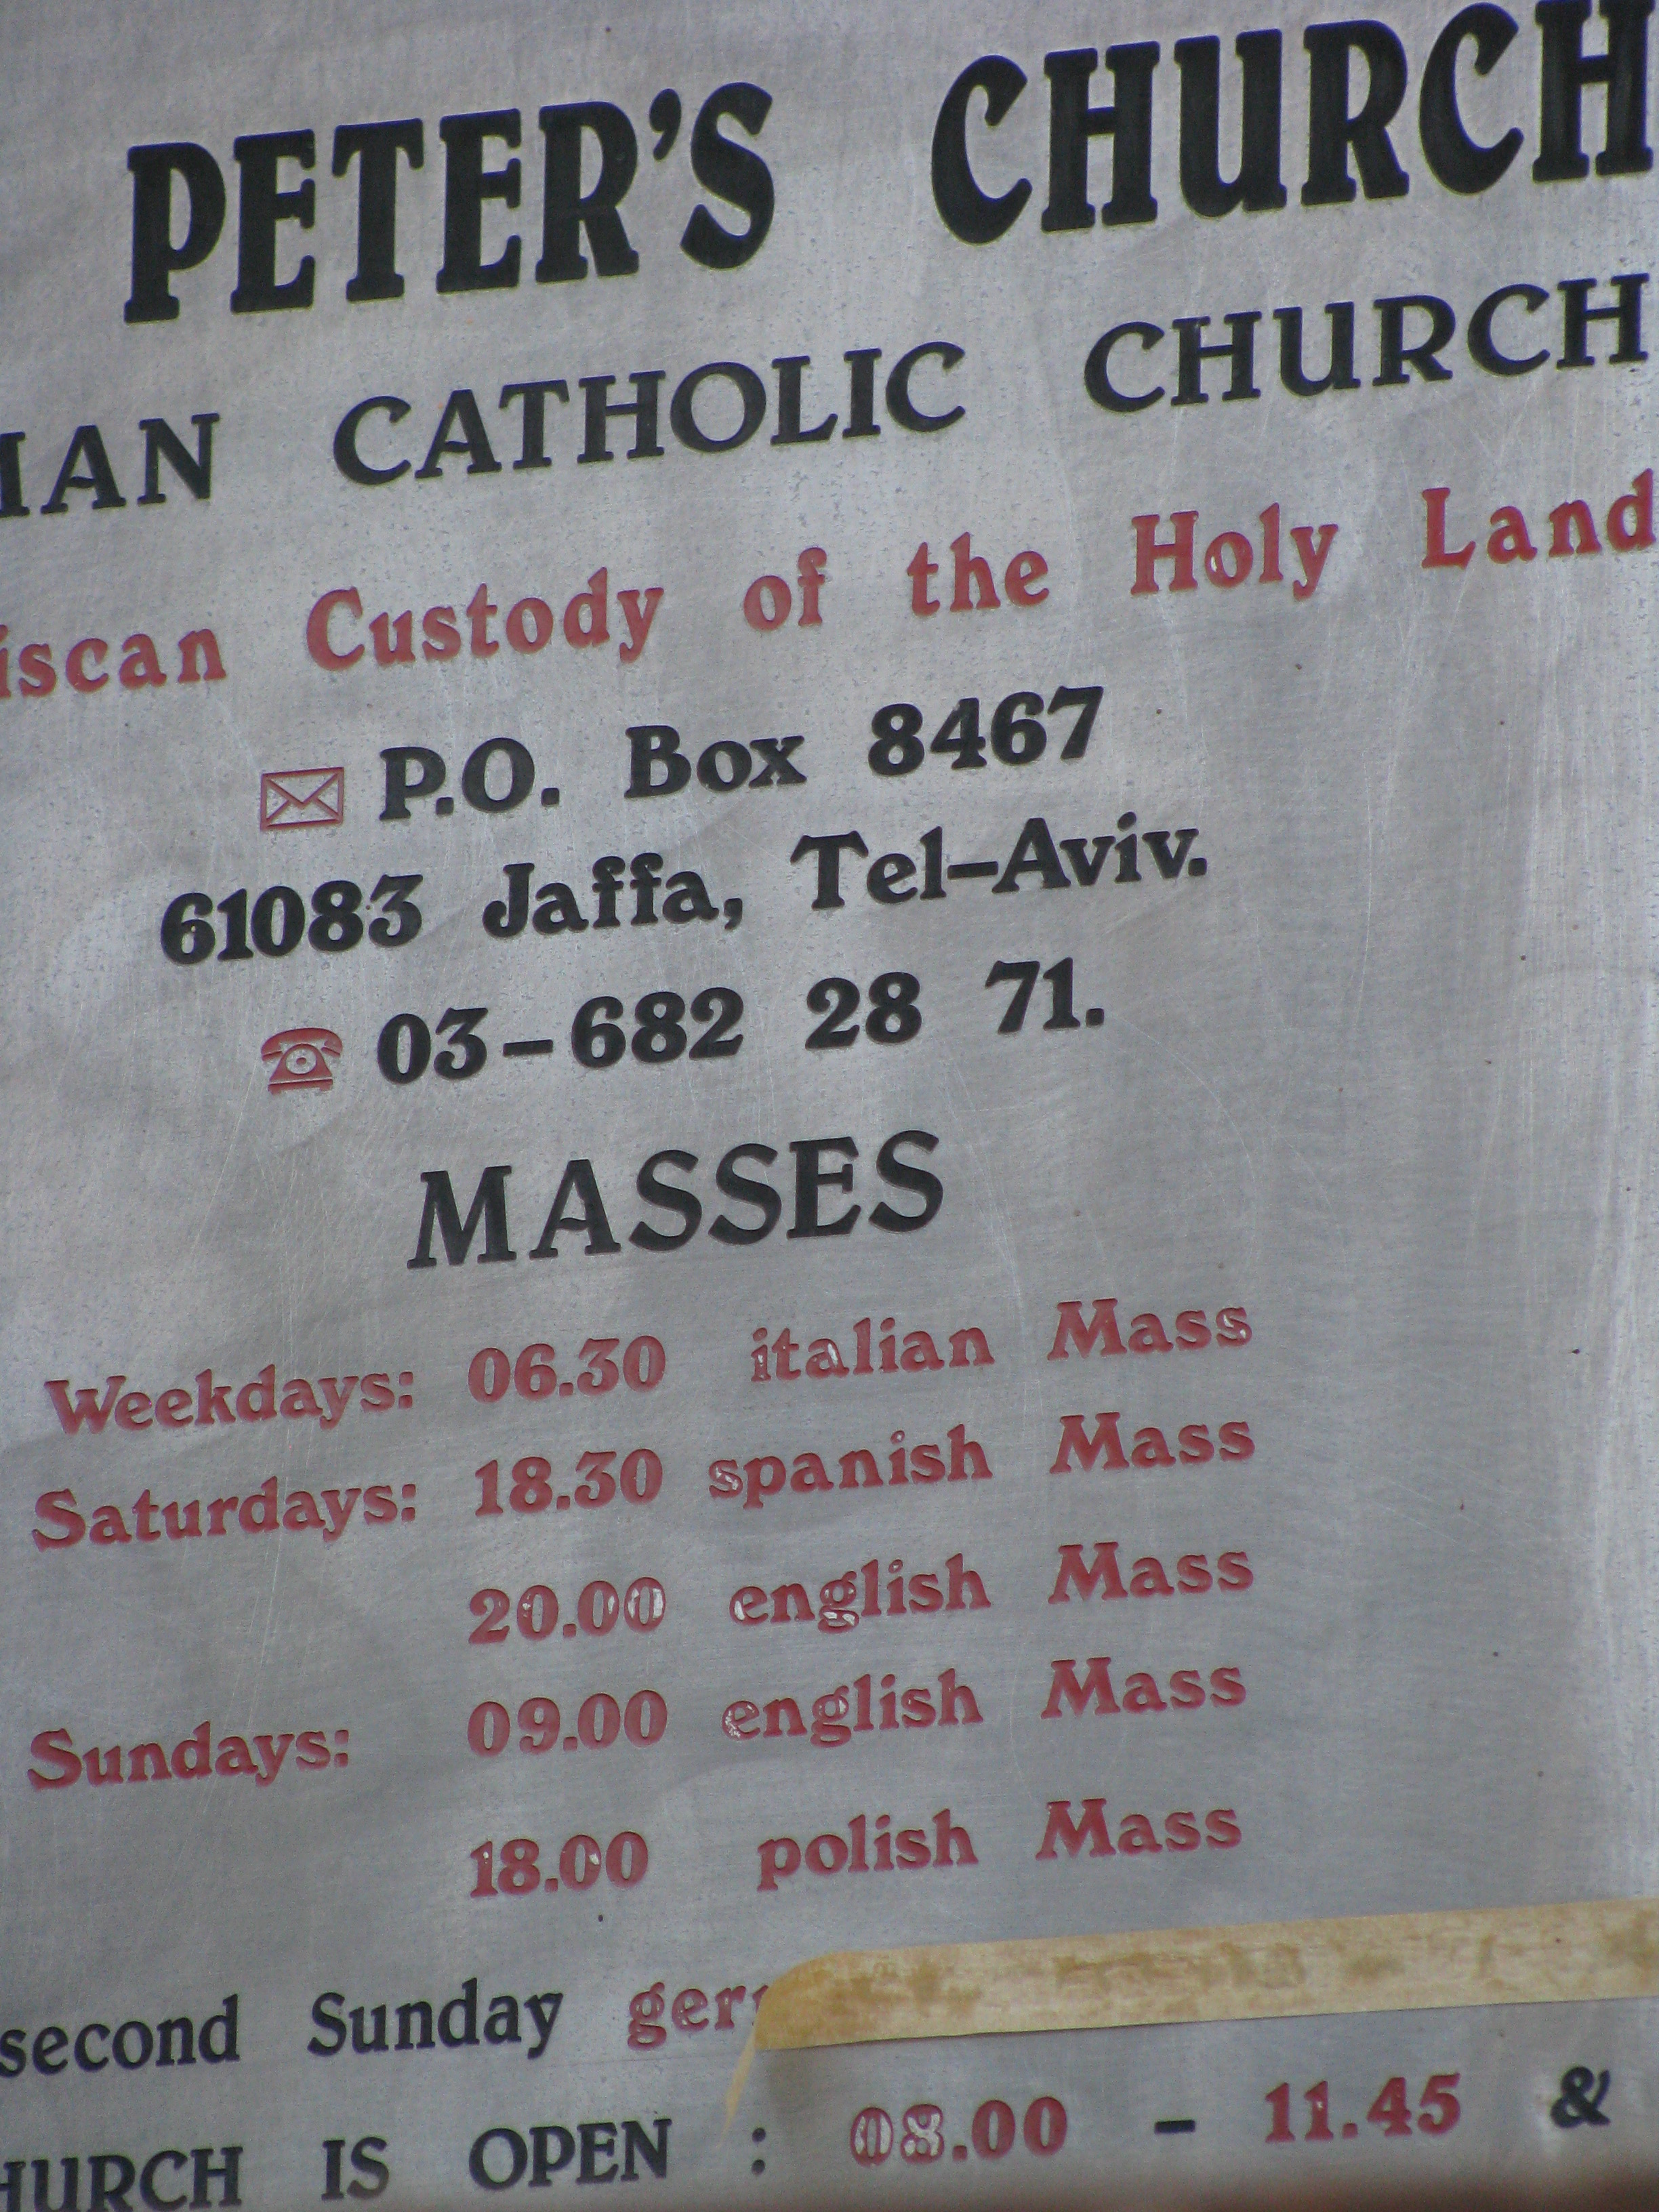 PETER'S CHURCH
MAN CATHOLIC CHURCH
iscan Custody of the Holy Land
P.O. Box 8467
61083 Jaffa, Tel-Aviv.
03-682 28 71.
MASSES
Weekdays: 06.30 italian Mass
Saturdays: 18.30 spanish Mass
20.00 english Mass
Sundays: 09.00 english Mass
18.00 polish Mass
second Sunday ger
HURCH IS OPEN : 08.00 - 11.45 &